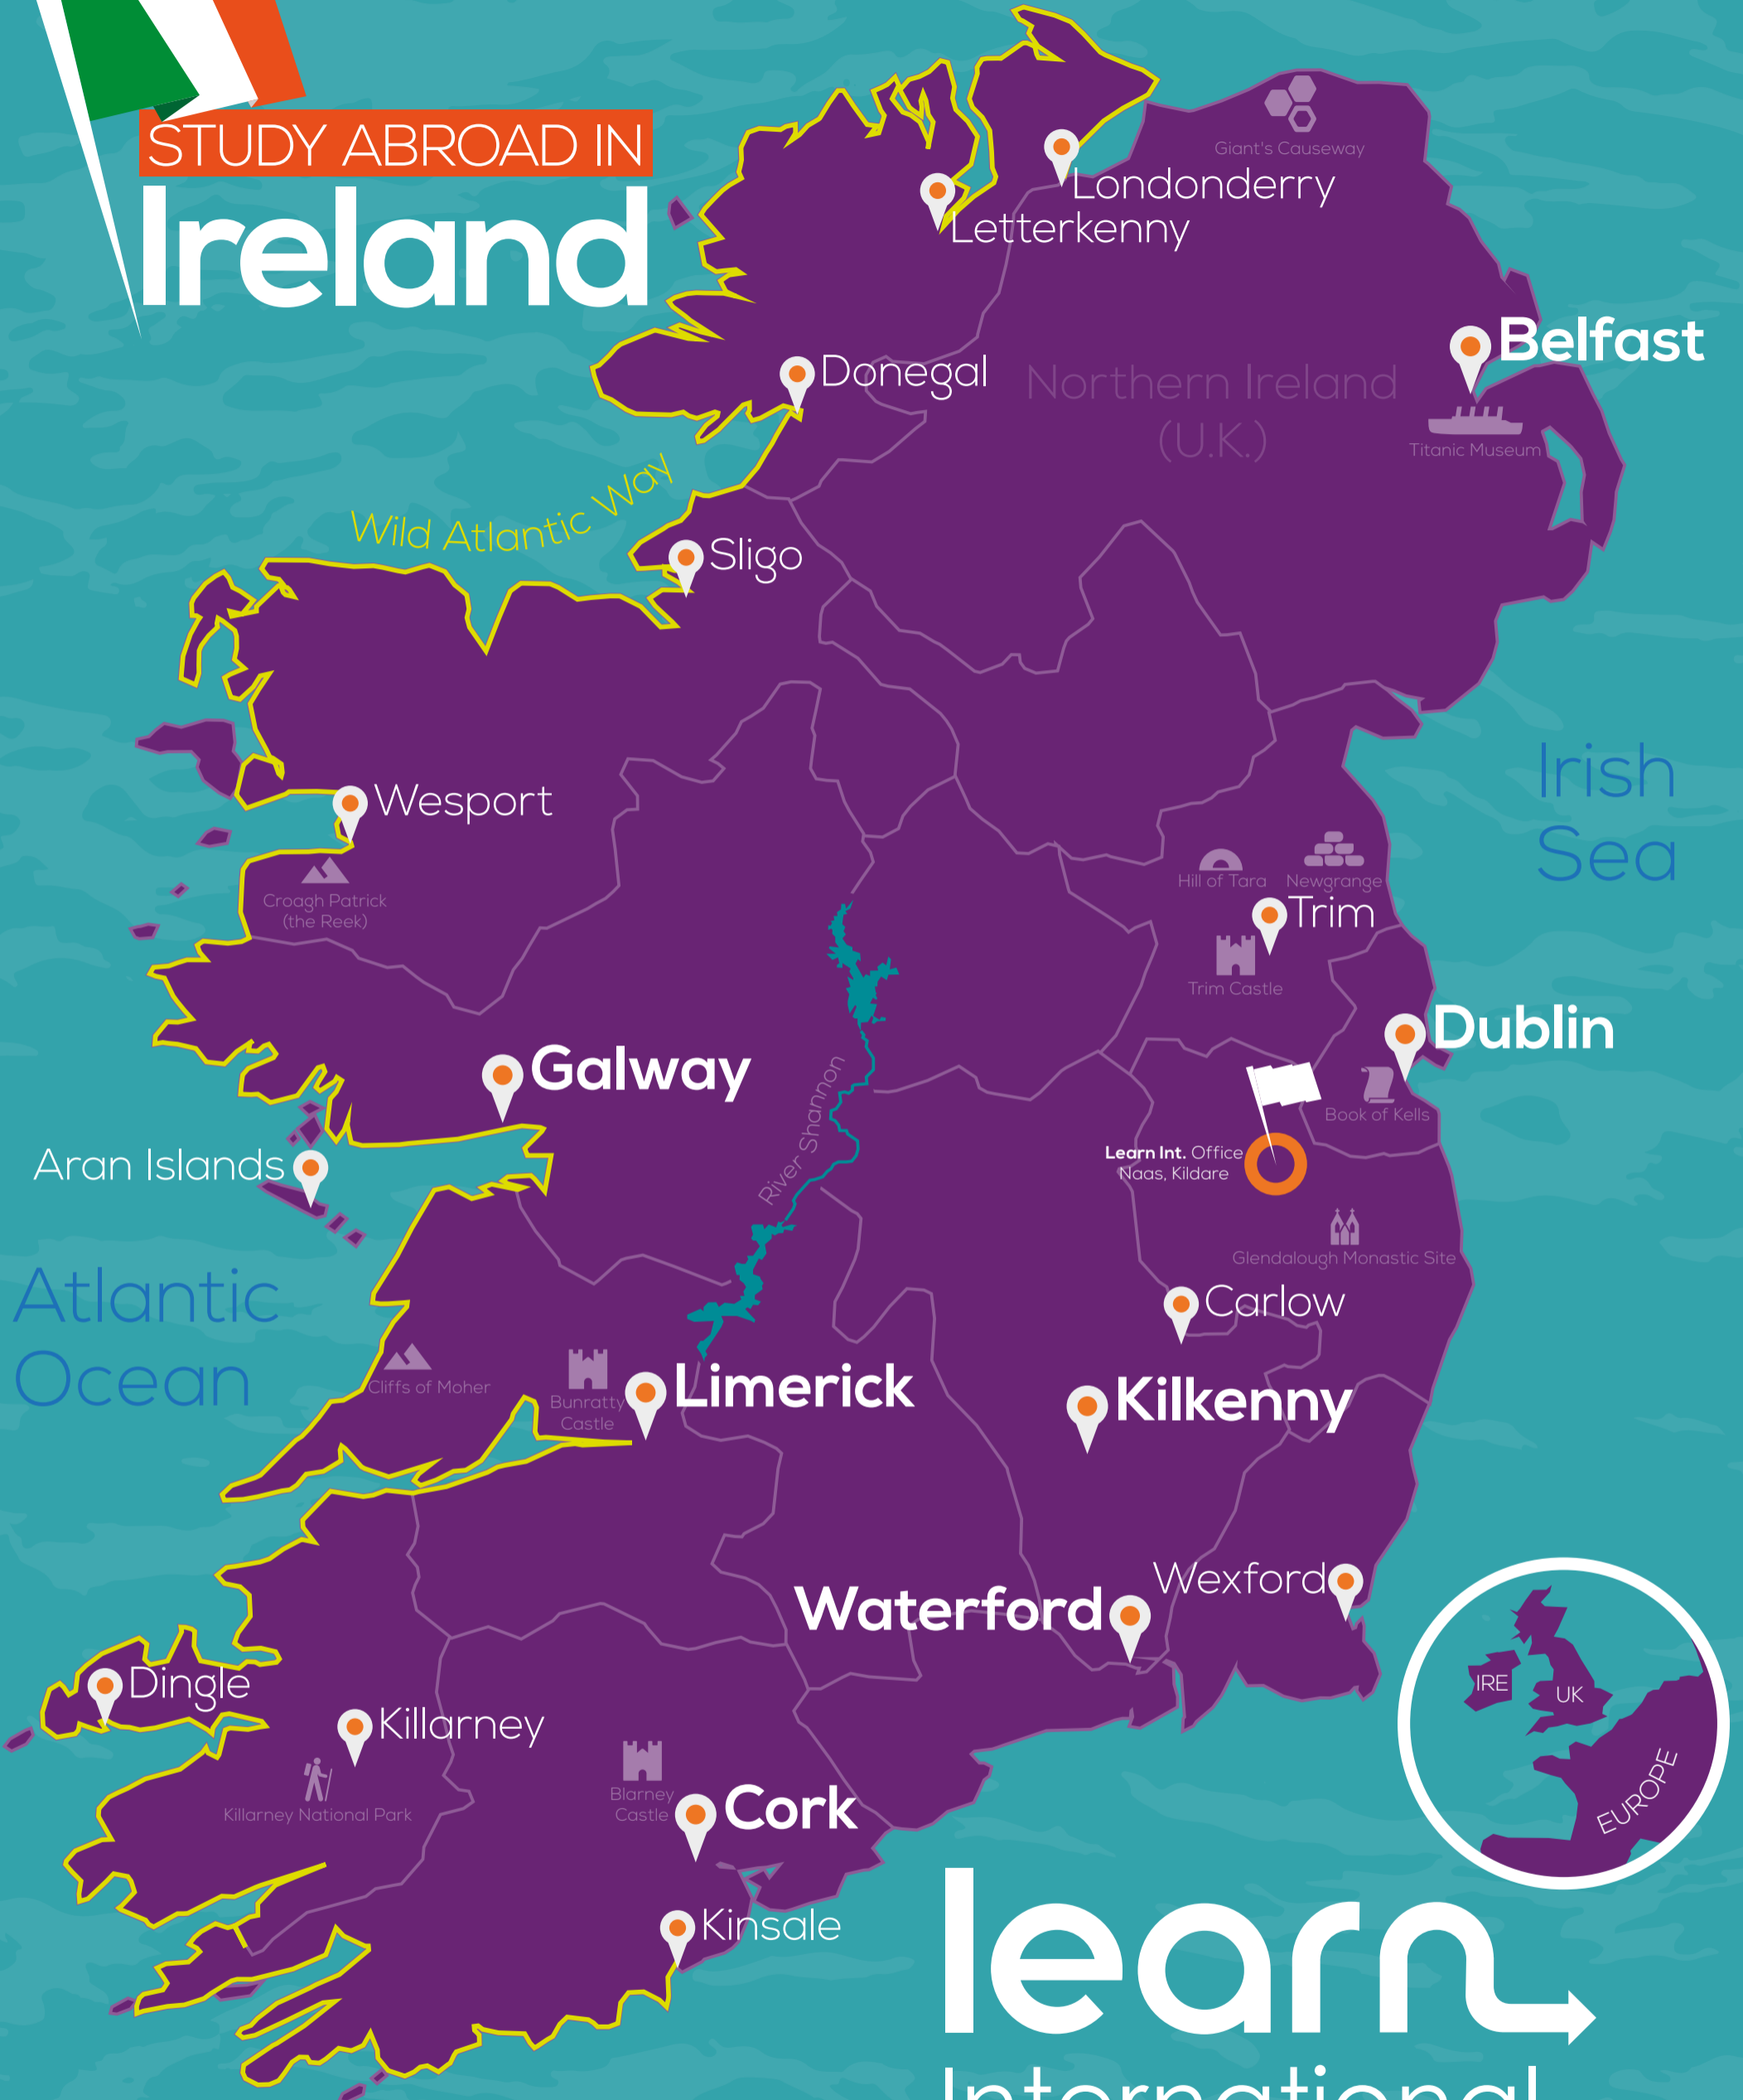 STUDY ABROAD IN
Ireland
Giant's Causeway
Londonderry
Letterkenny
Belfast
Donegal
Northern Ireland
(U.K.)
Titanic Museum
Wild Atlantic Way
Sligo
Irish
Sea
Wesport
Croagh Patrick
(the Reek)
Hill of Tara
Newgrange
Trim
Trim Castle
Dublin
Galway
River Shannon
Book of Kells
Aran Islands
Learn Int. Office
Naas, Kildare
Glendalough Monastic Site
Atlantic
Ocean
Carlow
Cliffs of Moher
Bunratty
Castle
Limerick
Kilkenny
Wexford
Waterford
Dingle
Killarney
Killarney National Park
IRE
UK
EUROPE
Blarney
Castle
Cork
Kinsale
learn
International